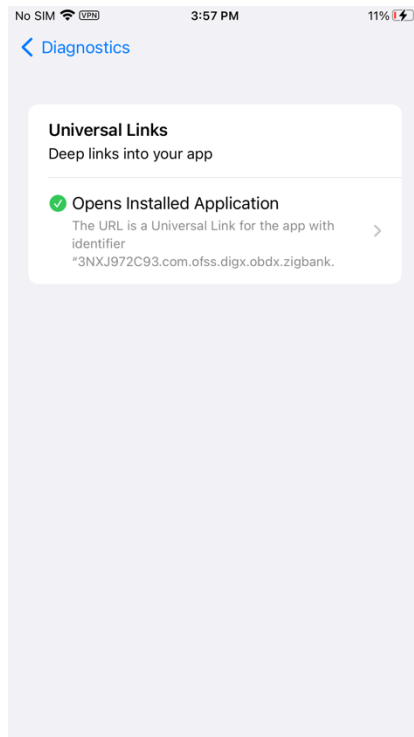 No SIM VPN 3:57 PM 11%
Diagnostics
Universal Links
Deep links into your app
Opens Installed Application
The URL is a Universal Link for the app with
identifier
“3NXJ972C93.com.ofss.digx.obdx.zigbank.